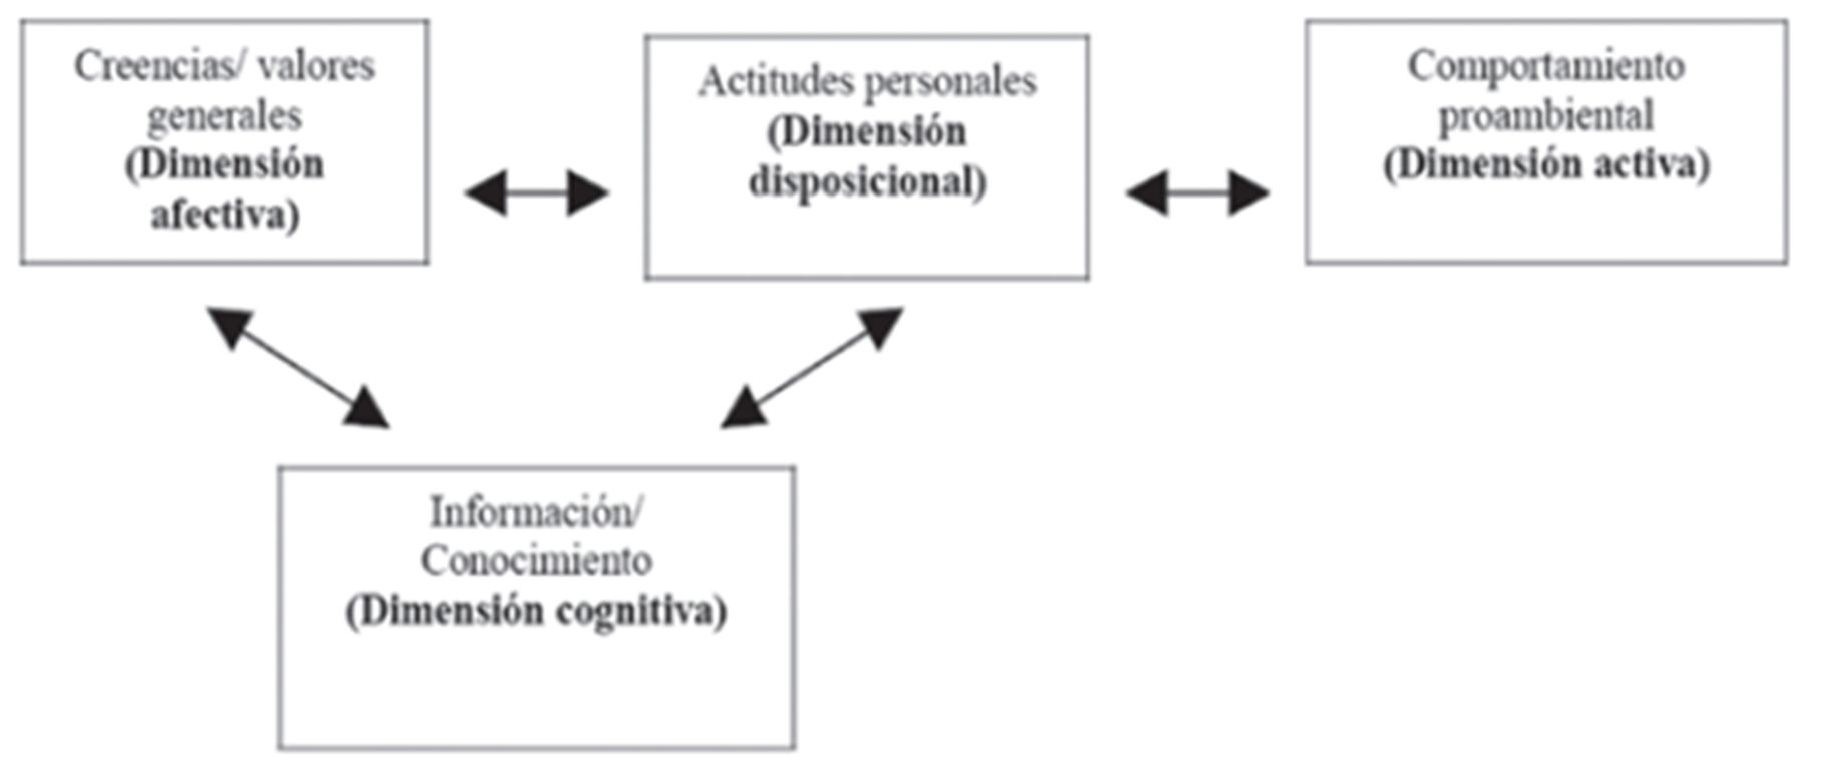 Creencias/ valores
generales
(Dimensión
afectiva)
Actitudes personales
(Dimensión
disposicional)
Comportamiento
proambiental
(Dimensión activa)
Información/
Conocimiento
(Dimensión cognitiva)